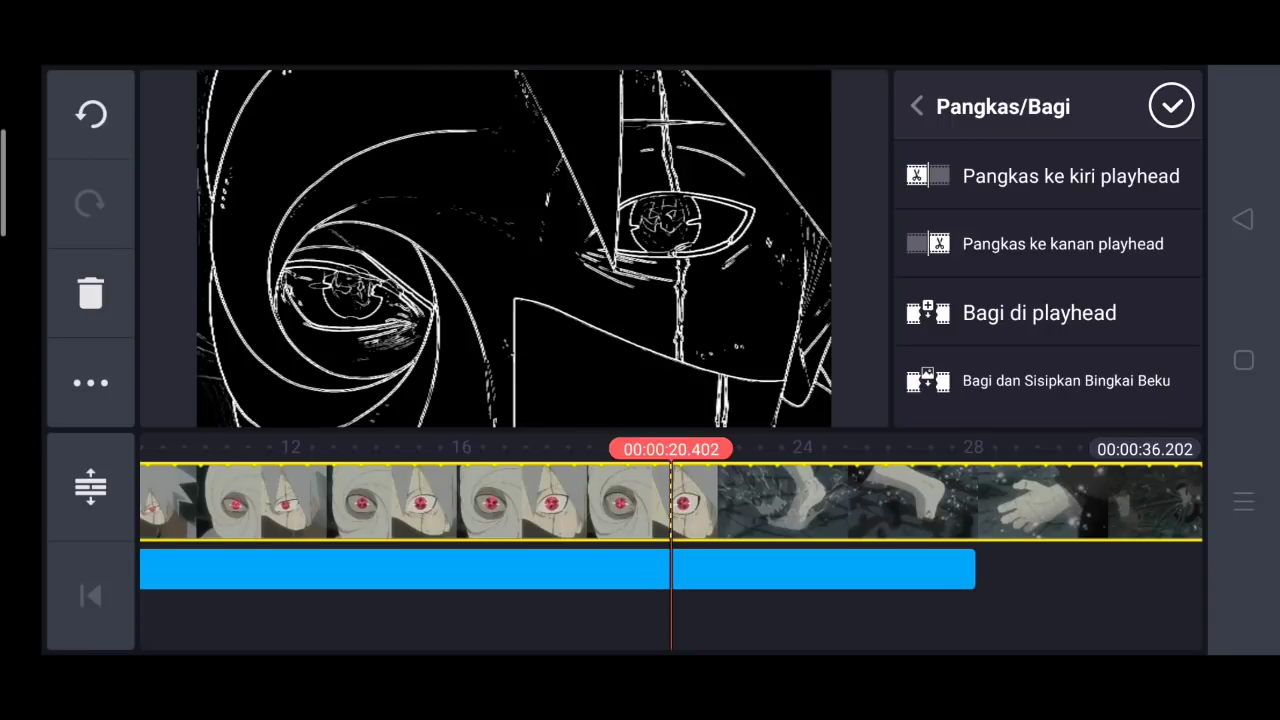 Pangkas/Bagi
Pangkas ke kiri playhead
Pangkas ke kanan playhead
Bagi di playhead
Bagi dan Sisipkan Bingkai Beku
12 16 00:00:20.402 24 28 00:00:36.202